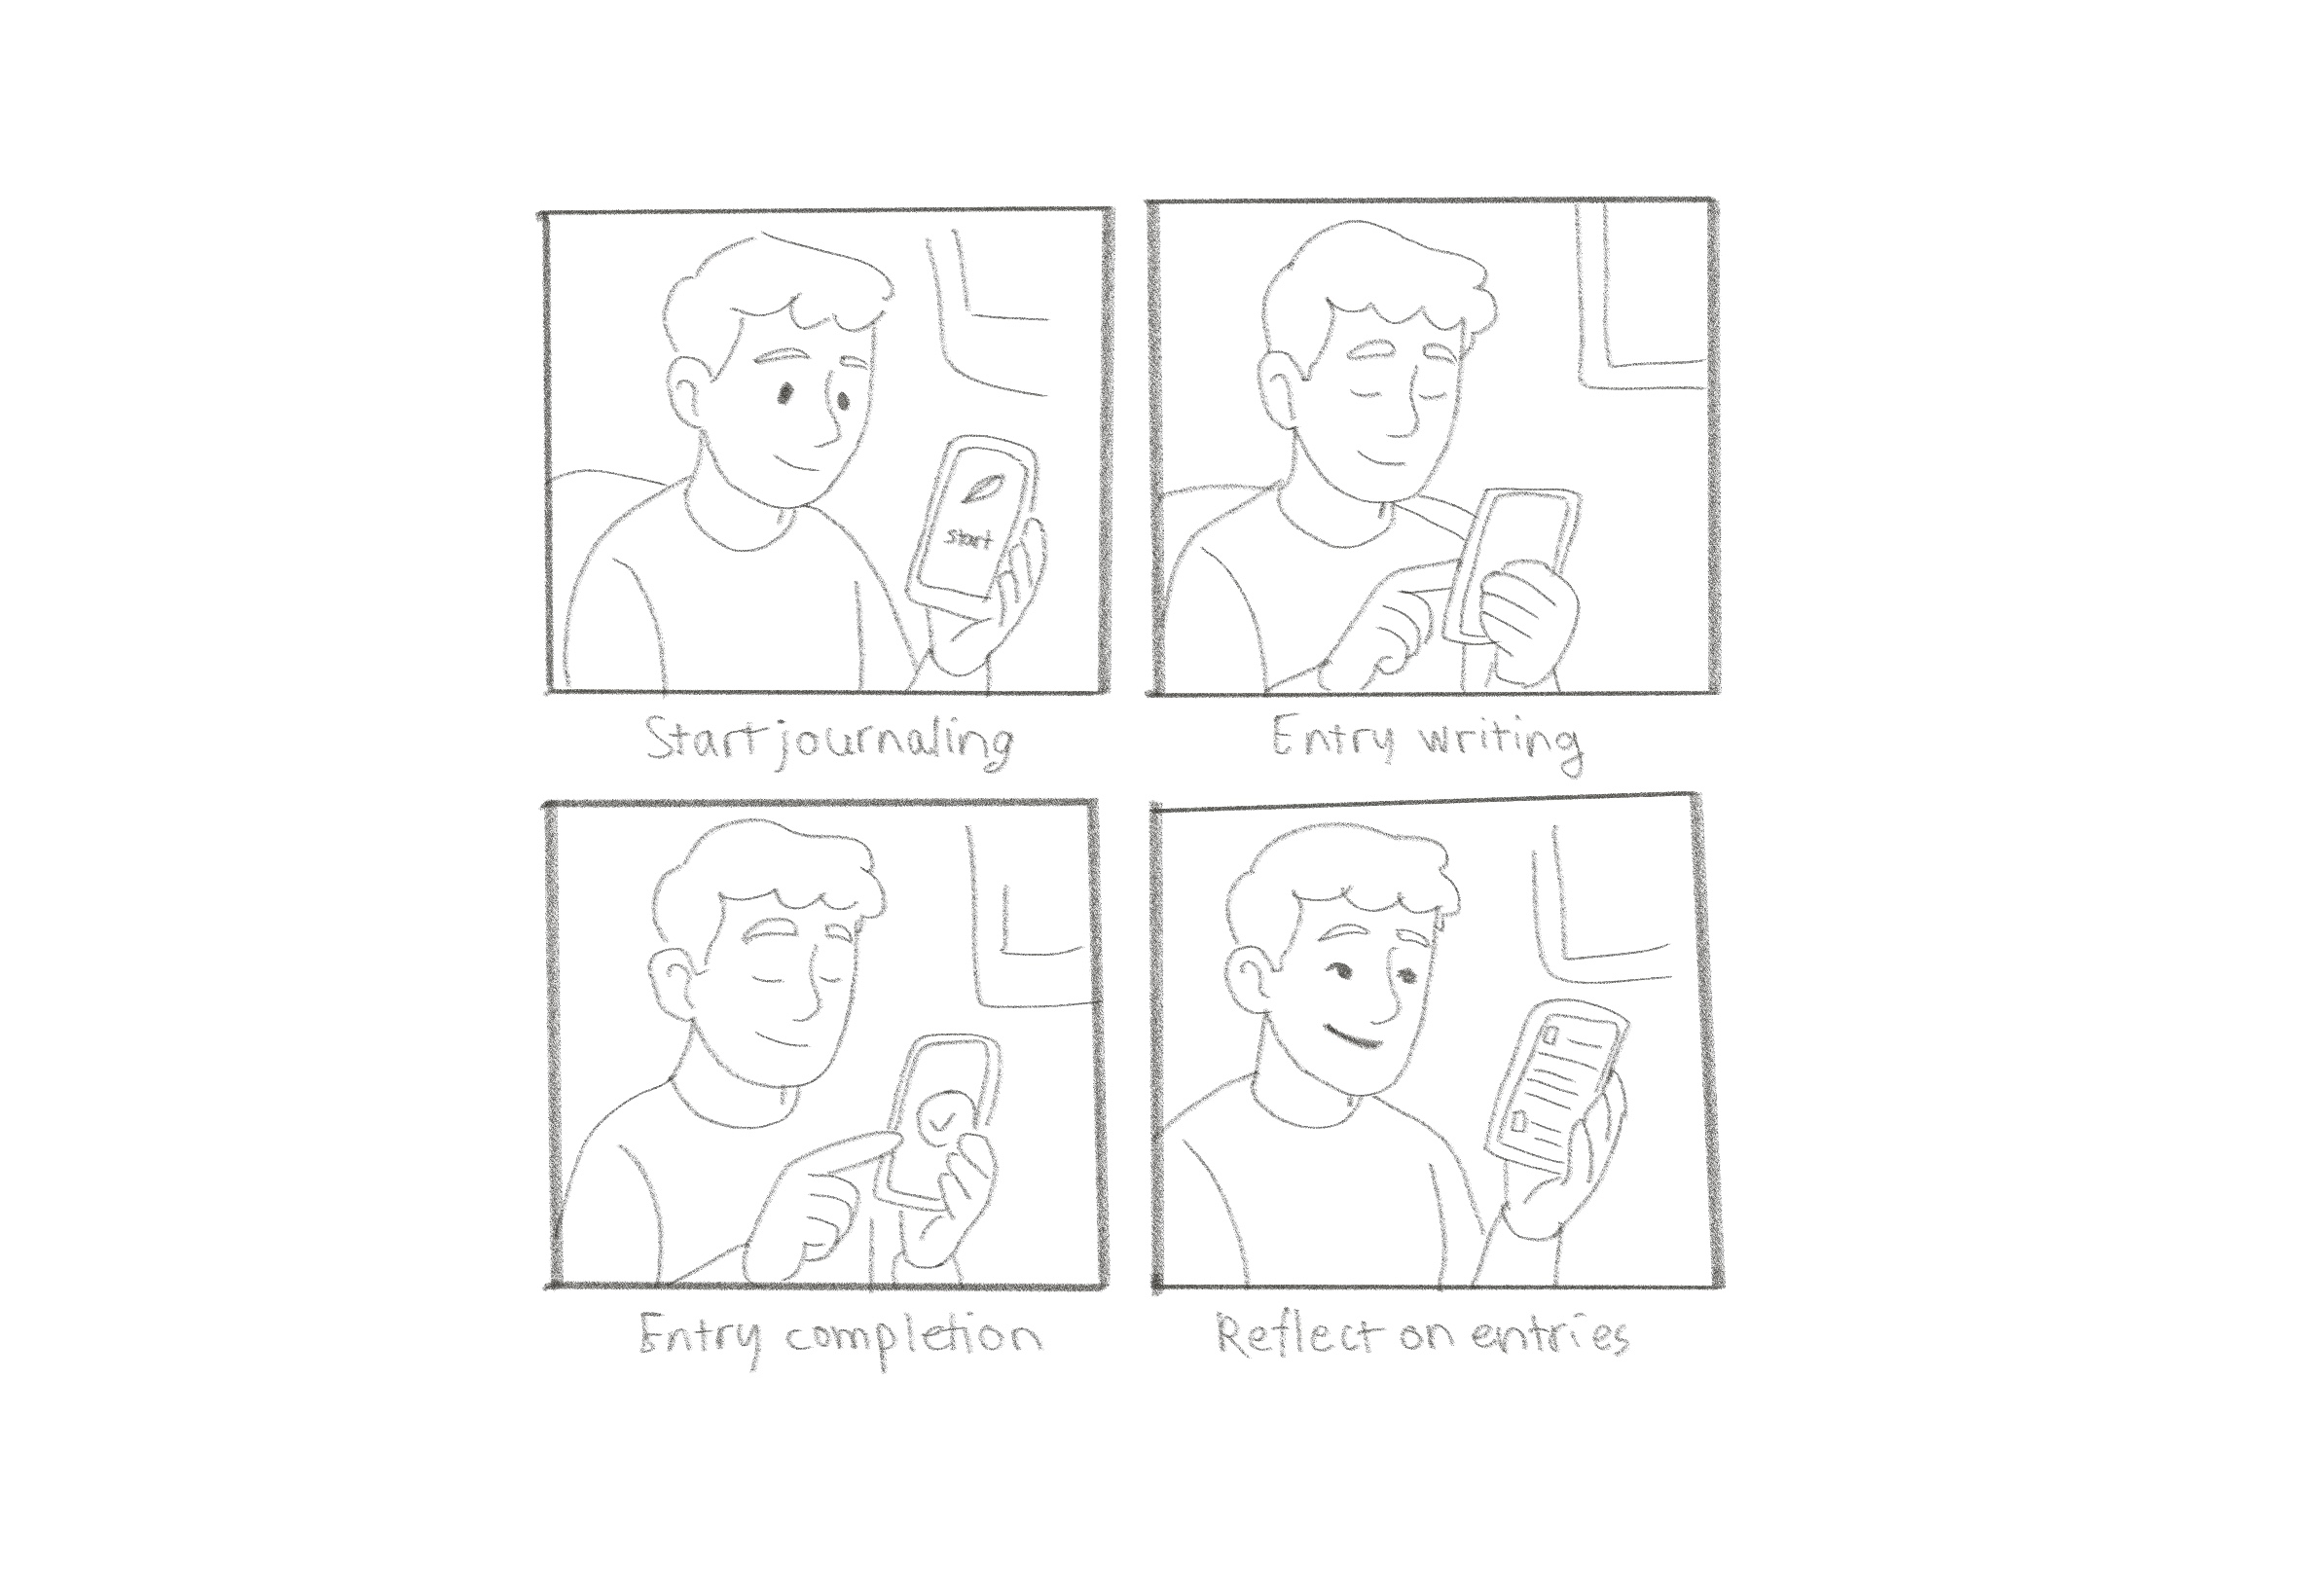 start
Start journaling
Entry writing
Entry completion
Reflect on entries